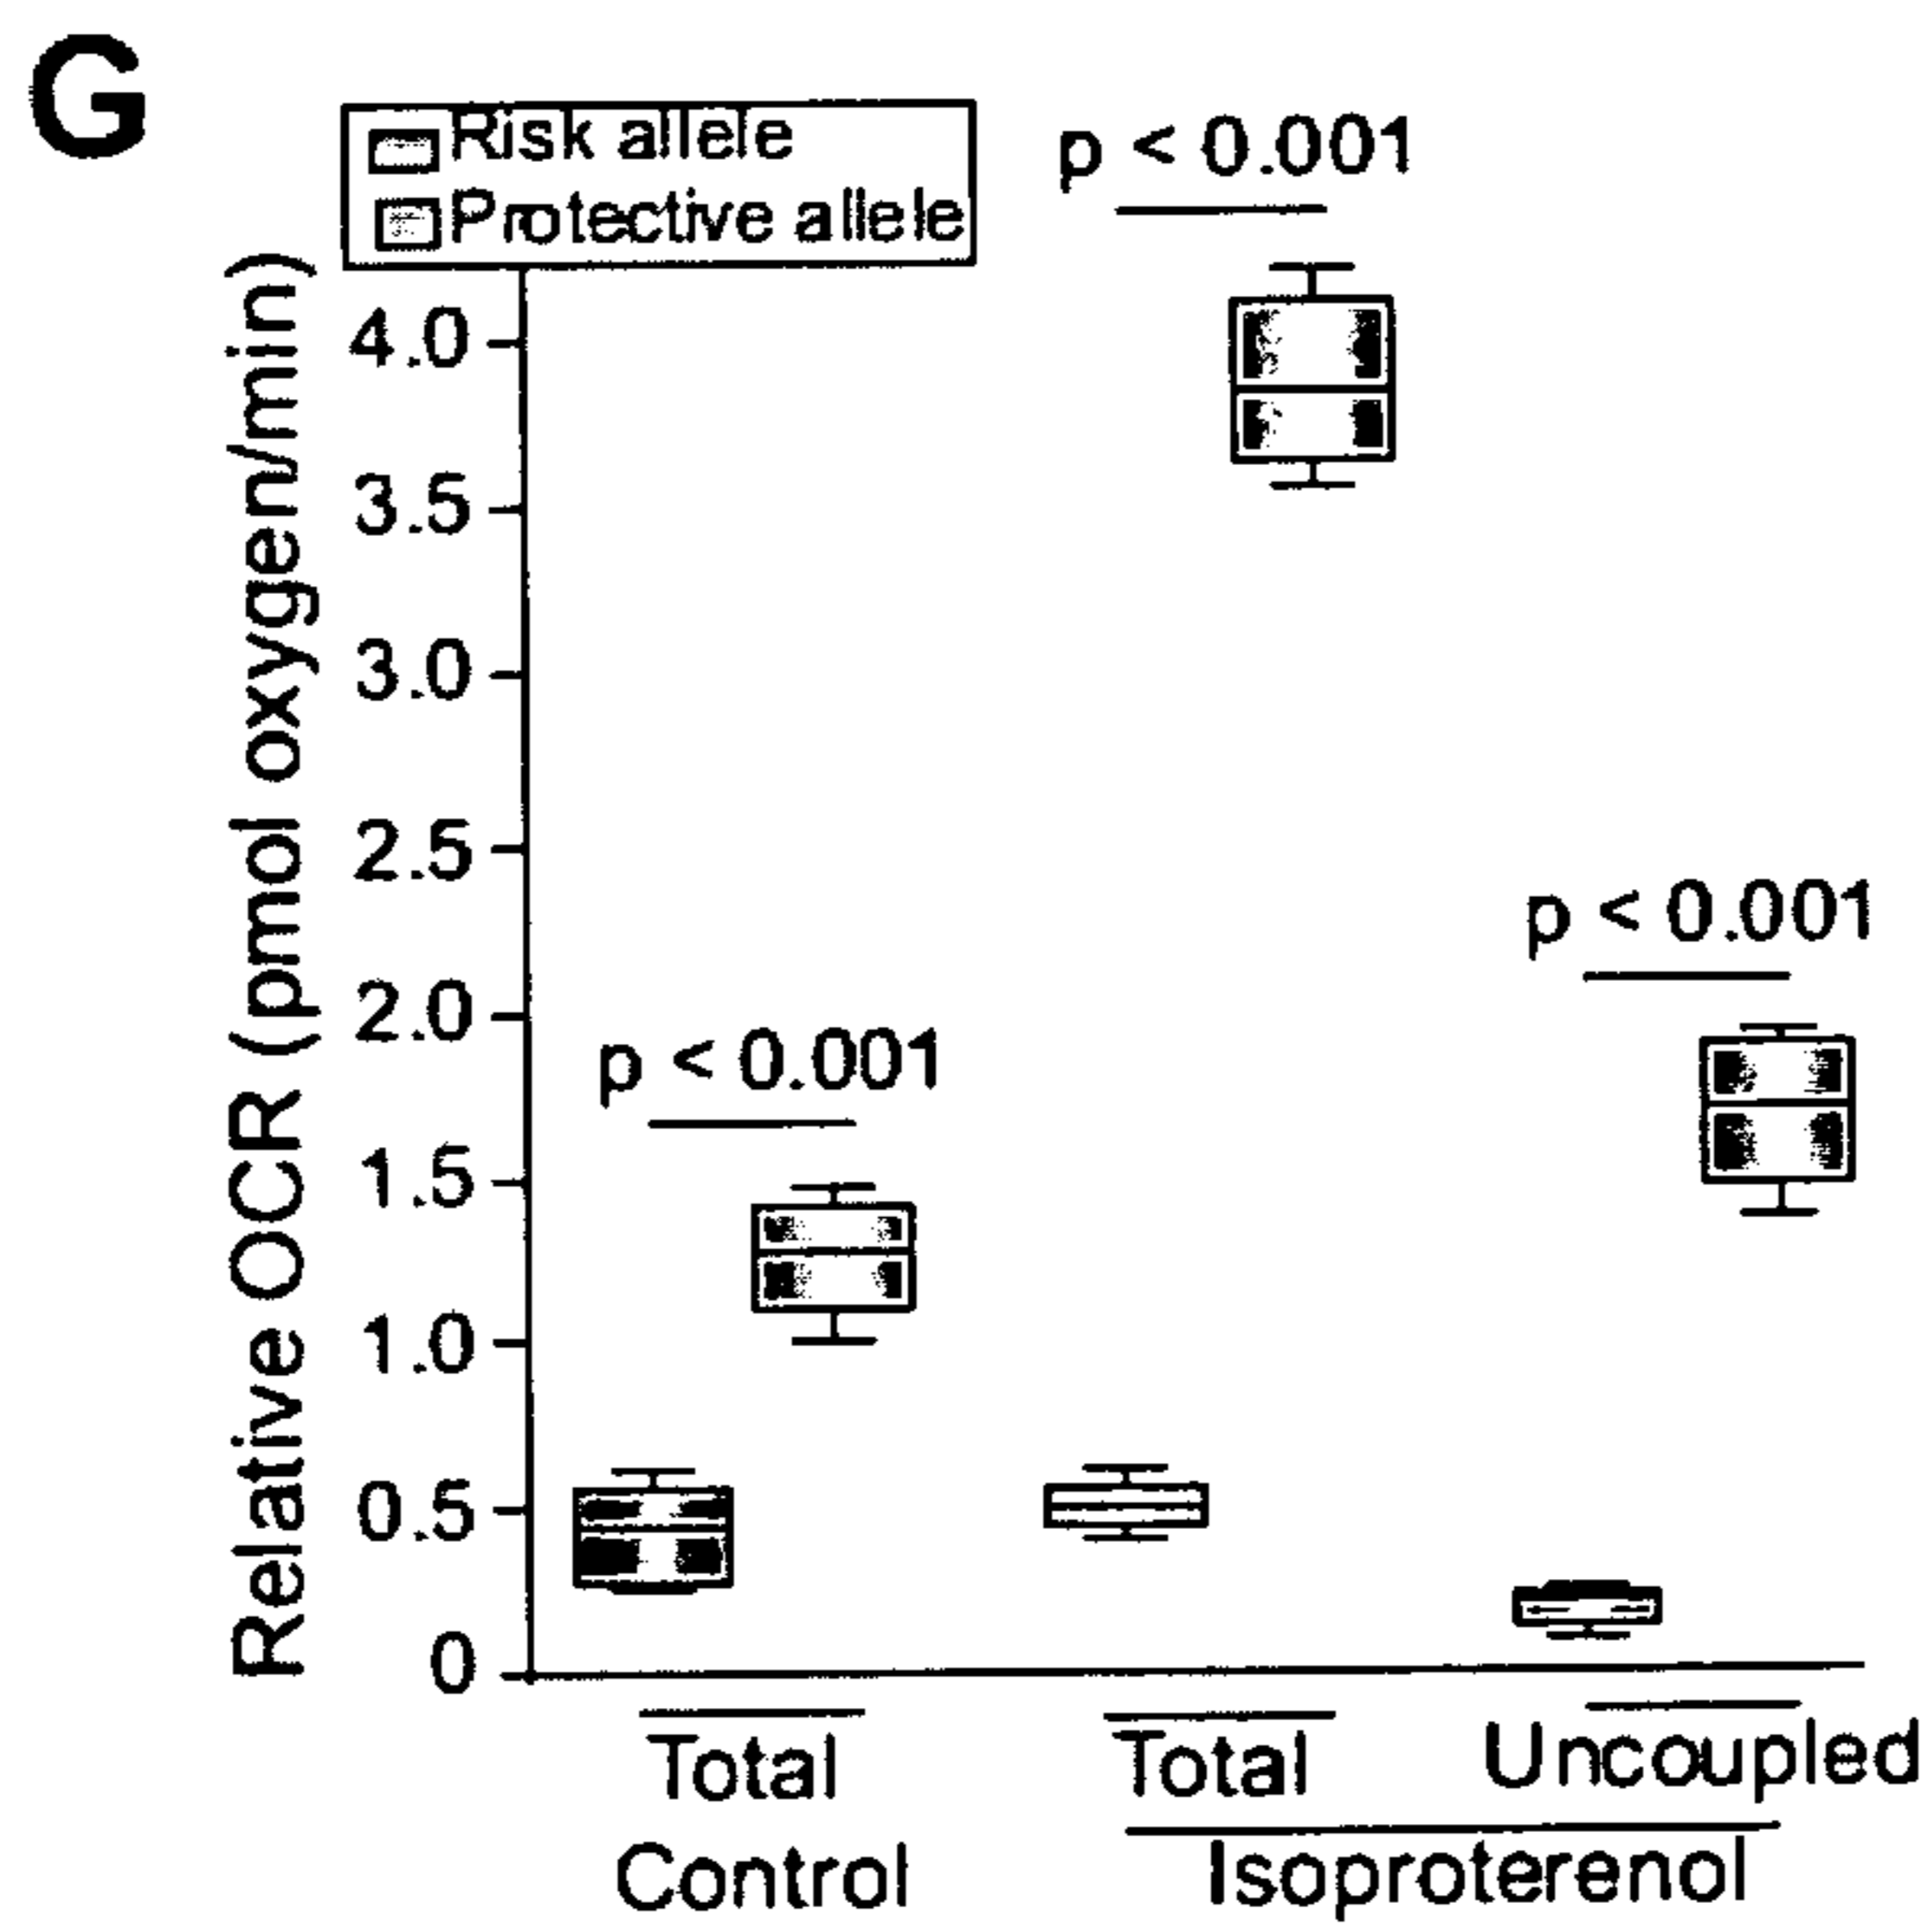 G
Risk allele
Protective allele
p < 0.001
p < 0.001
p < 0.001
Relative OCR (pmol oxygen/min)
4.0
3.5
3.0
2.5
2.0
1.5
1.0
0.5
0
Total
Total
Uncoupled
Control
Isoproterenol